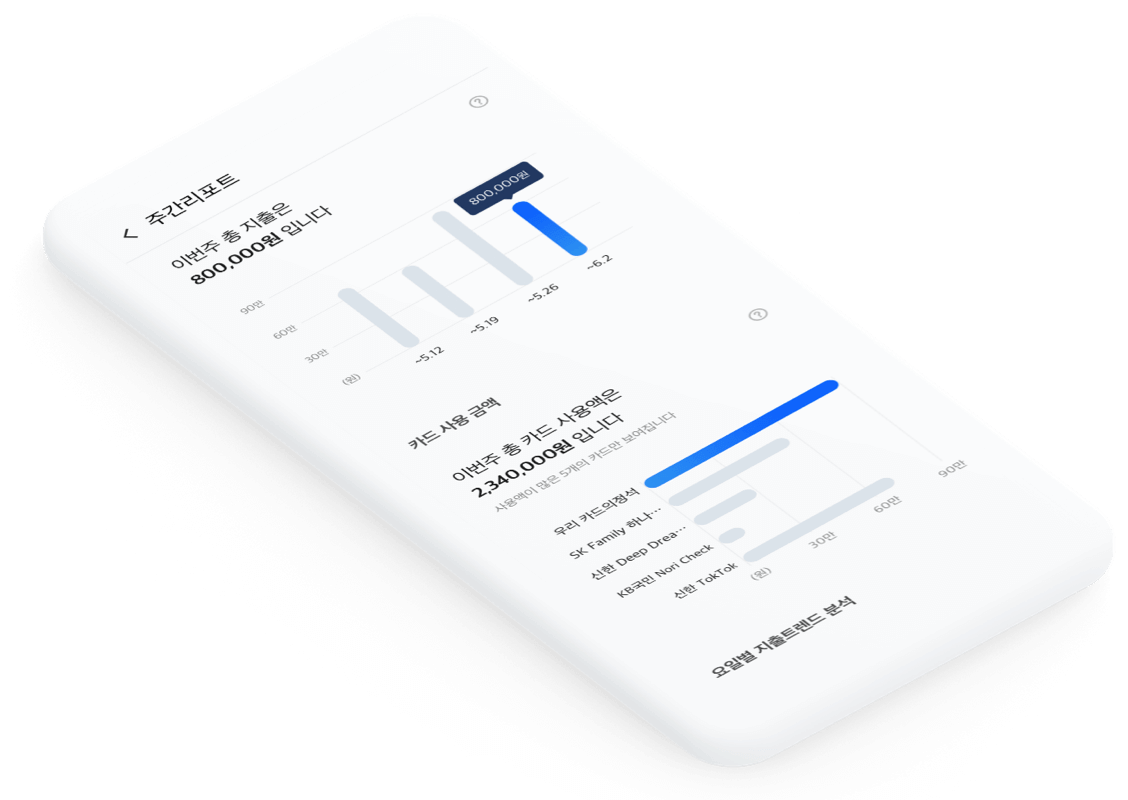 주간리포트
이번주 총 지출은
800,000원 입니다
800,000원
90만
60만
30만
(원)
~5.12
~5.19
~5.26
~6.2
카드 사용 금액
이번주 총 카드 사용액은
2,340,000원 입니다
사용액이 많은 5개의 카드만 보여집니다
우리 카드의정석
SK Family 하나…
신한 Deep Drea…
KB국민 Nori Check
신한 TokTok
(원)
30만
60만
90만
요일별 지출트렌드 분석